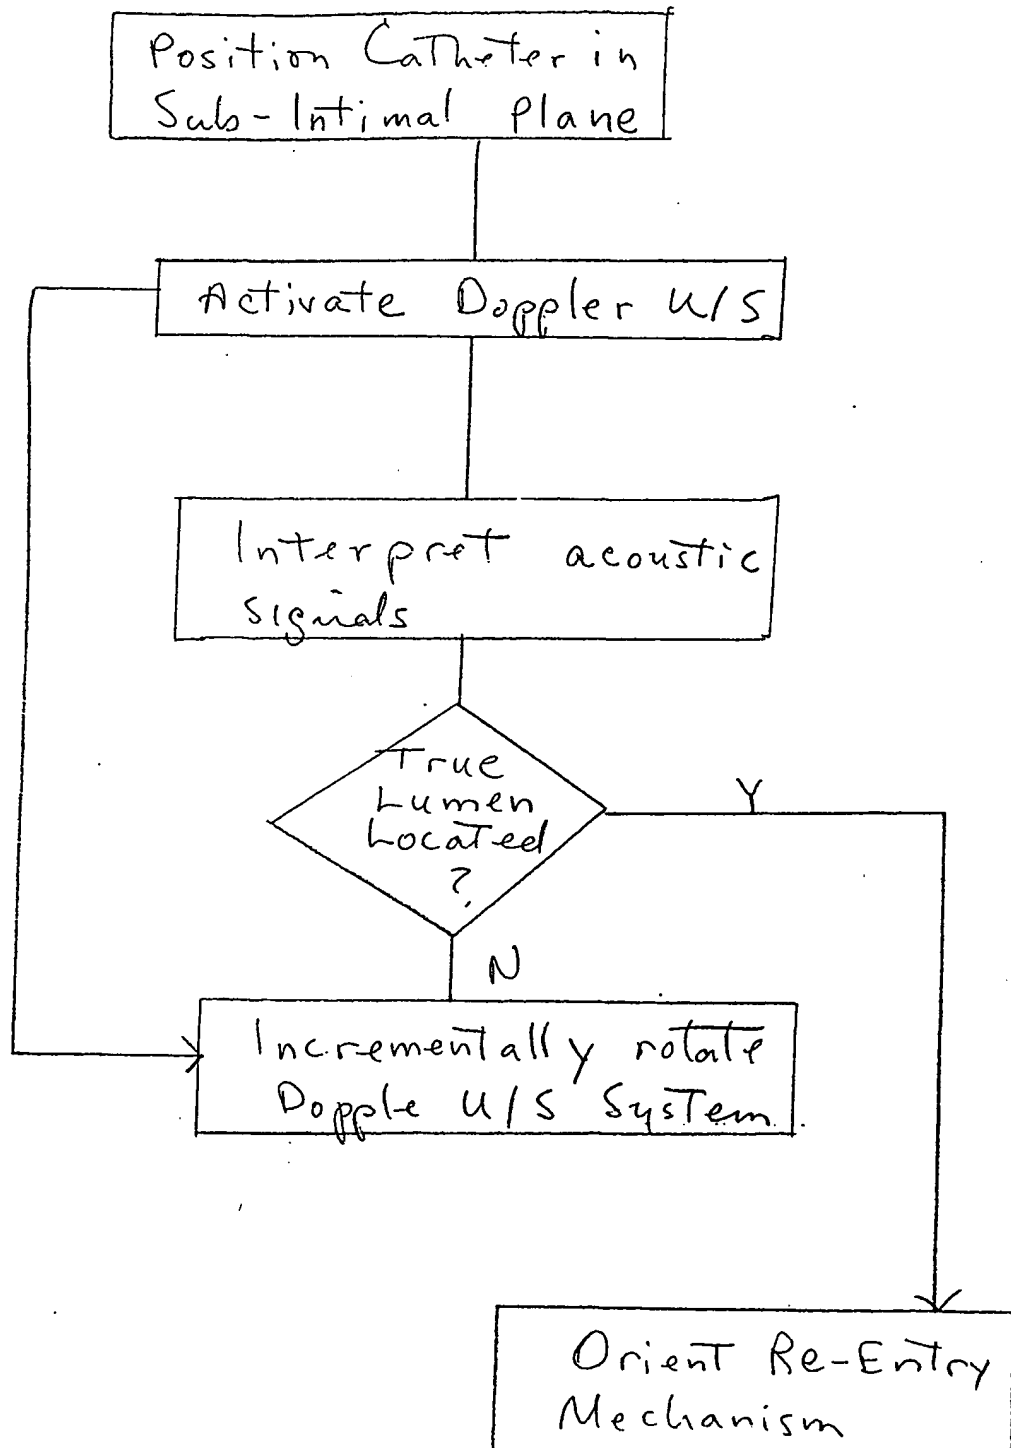 Position Catheter in
Sub-Intimal Plane
Activate Doppler U/S
Interpret acoustic
signals
True
Lumen
Located
?
Y
N
Incrementally rotate
Dopple U/S System
Orient Re-Entry
Mechanism